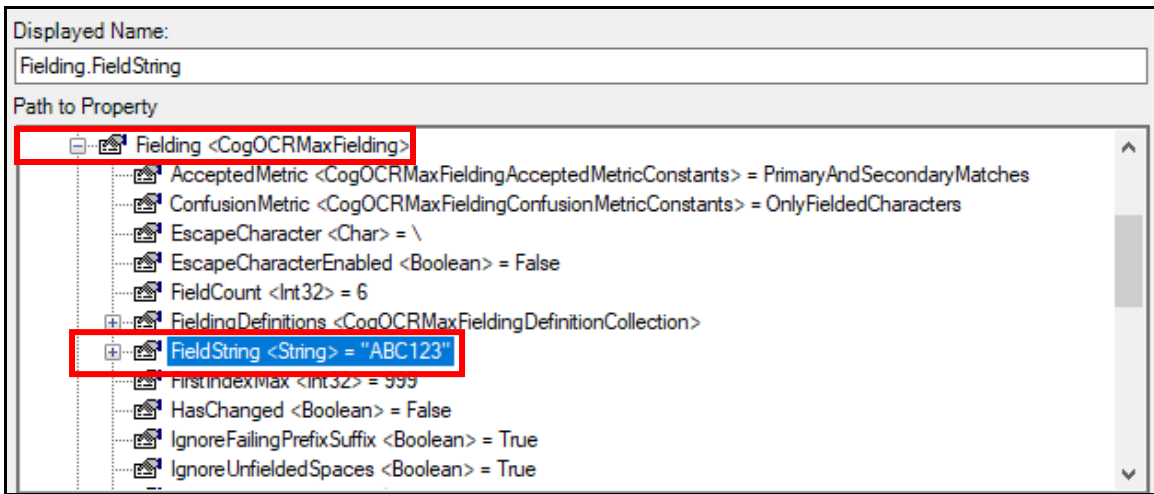 Displayed Name:
Fielding.FieldString
Path to Property
Fielding <CogOCRMaxFielding>
AcceptedMetric <CogOCRMaxFieldingAcceptedMetricConstants> = PrimaryAndSecondaryMatches
ConfusionMetric <CogOCRMaxFieldingConfusionMetricConstants> = OnlyFieldedCharacters
EscapeCharacter <Char> = \
EscapeCharacterEnabled <Boolean> = False
FieldCount <Int32> = 6
FieldingDefinitions <CogOCRMaxFieldingDefinitionCollection>
FieldString <String> = "ABC123"
FirstIndexMax <Int32> = 999
HasChanged <Boolean> = False
IgnoreFailingPrefixSuffix <Boolean> = True
IgnoreUnfieldedSpaces <Boolean> = True